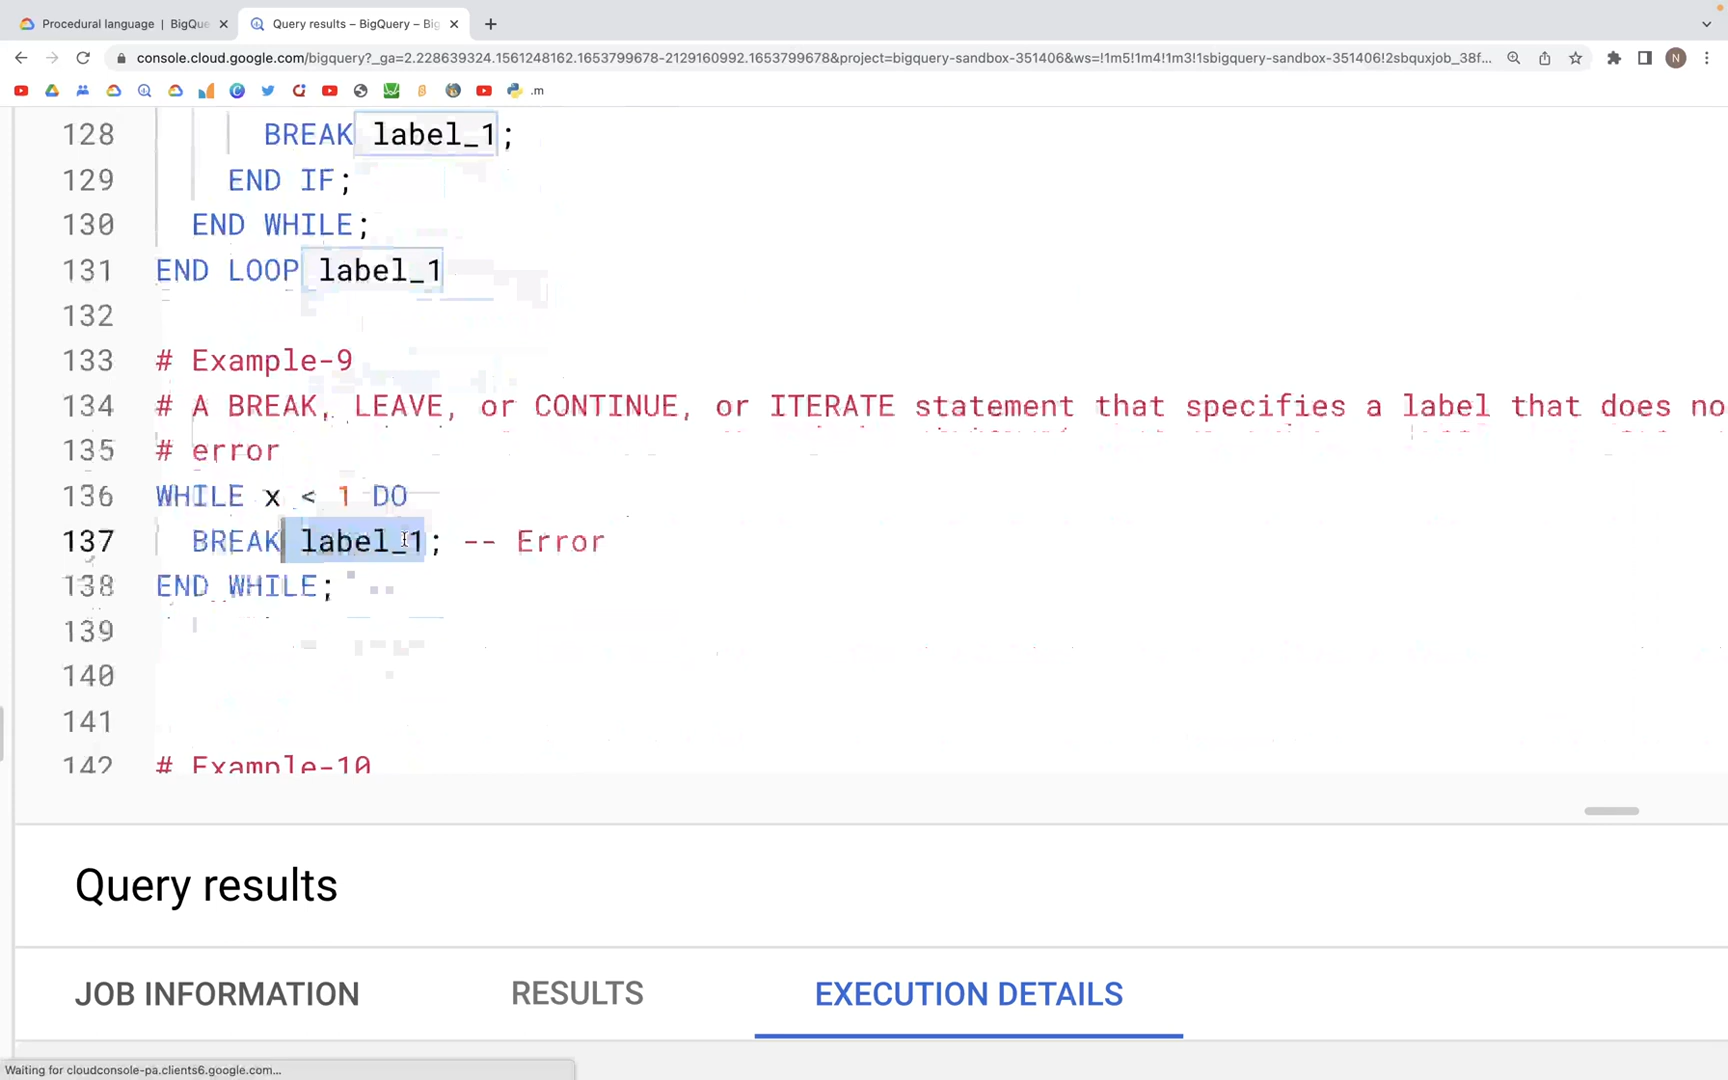 Procedural language | BigQue
Query results – BigQuery – Big
console.cloud.google.com/bigquery?_ga=2.228639324.1561248162.1653799678-2129160992.1653799678&project=bigquery-sandbox-351406&ws=!1m5!1m4!1m3!1sbigquery-sandbox-351406!2sbquxjob_38f...
N
.m
128 BREAK label_1;
129 END IF;
130 END WHILE;
131 END LOOP label_1
132
133 # Example-9
134 # A BREAK, LEAVE, or CONTINUE, or ITERATE statement that specifies a label that does no
135 # error
136 WHILE x < 1 DO
137 BREAK label_1; -- Error
138 END WHILE;
139
140
141
142 # Example-10
Query results
JOB INFORMATION
RESULTS
EXECUTION DETAILS
Waiting for cloudconsole-pa.clients6.google.com...